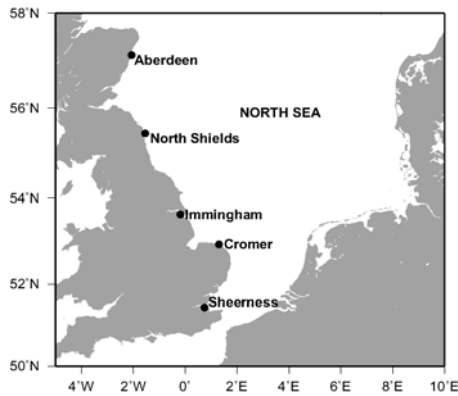 58˚N
Aberdeen
56˚N
NORTH SEA
North Shields
54˚N
Immingham
Cromer
52˚N
Sheerness
50˚N
4˚W 2˚W 0˚ 2˚E 4˚E 6˚E 8˚E 10˚E